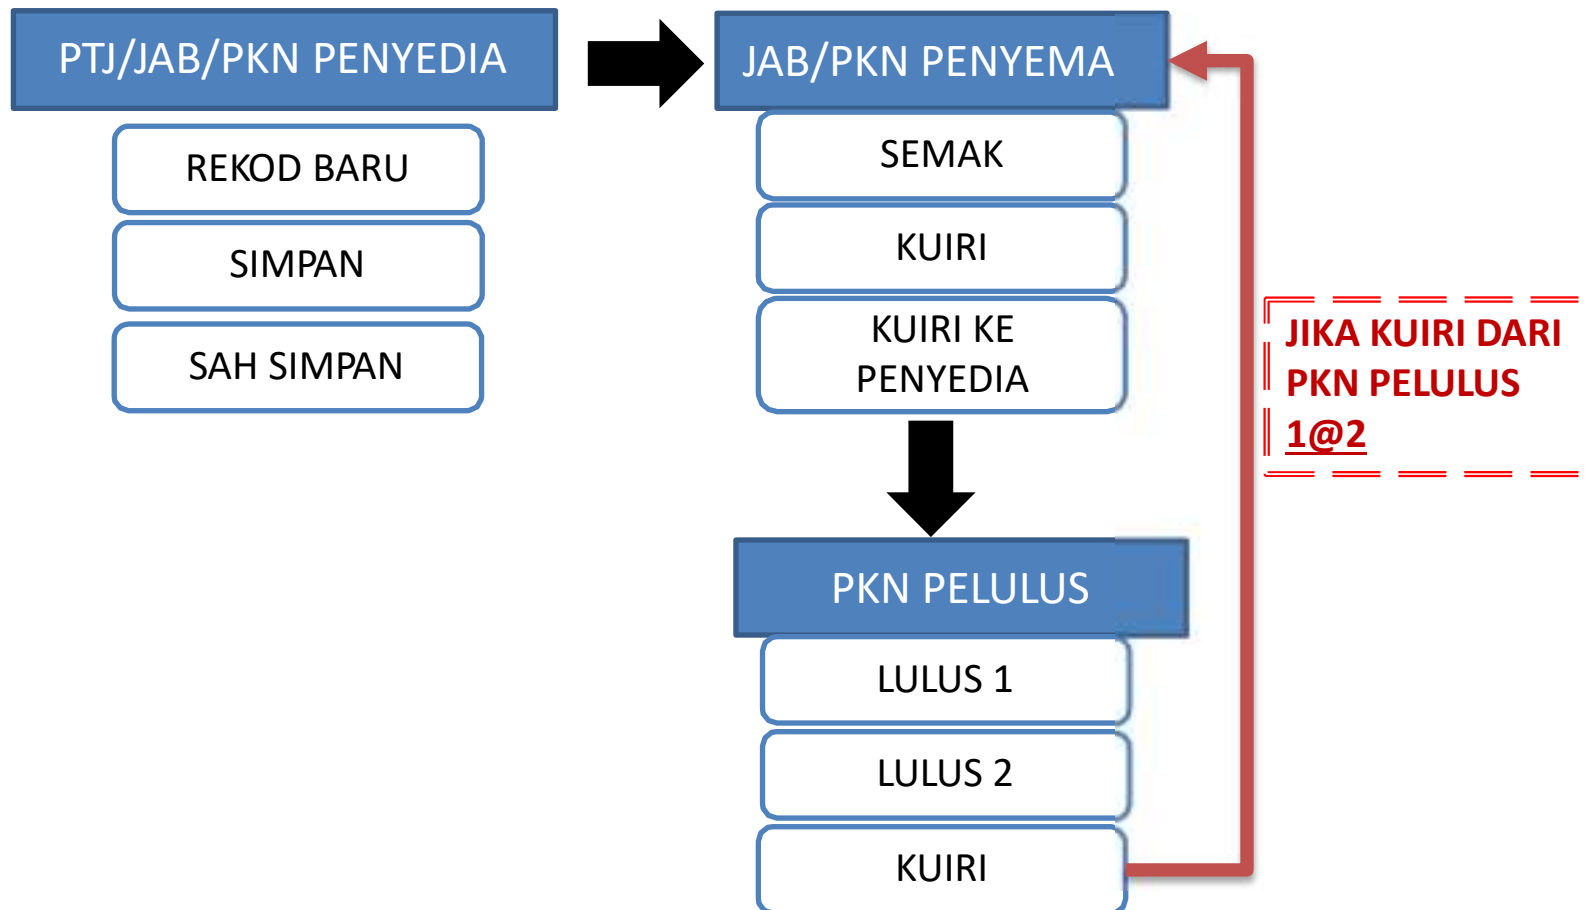 PTJ/JAB/PKN PENYEDIA
REKOD BARU
SIMPAN
SAH SIMPAN
JAB/PKN PENYEMA
SEMAK
KUIRI
KUIRI KE
PENYEDIA
JIKA KUIRI DARI
PKN PELULUS
1@2
PKN PELULUS
LULUS 1
LULUS 2
KUIRI